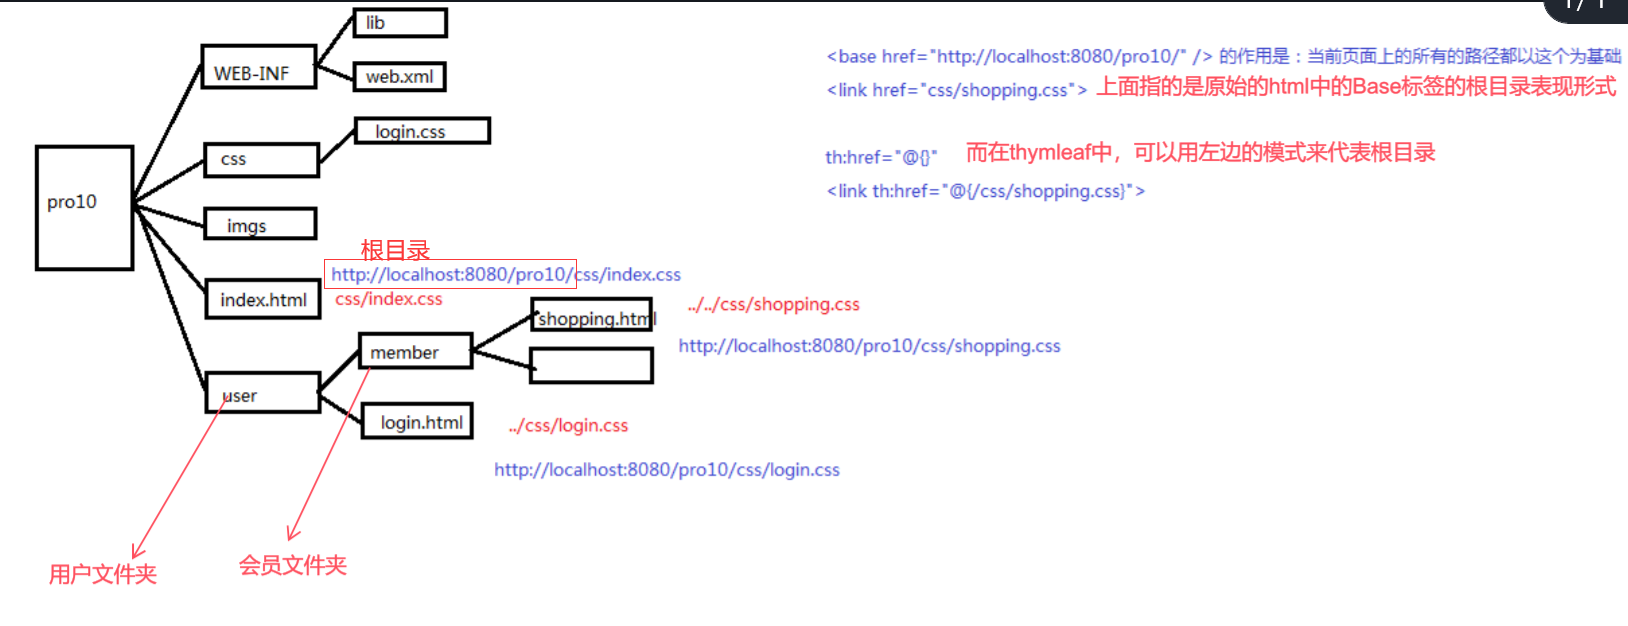 1/ 1
lib
WEB-INF
web.xml
login.css
css
pro10
imgs
根目录
http://localhost:8080/pro10/css/index.css
index.html
css/index.css
shopping.html
../../css/shopping.css
member
http://localhost:8080/pro10/css/shopping.css
user
login.html
../css/login.css
http://localhost:8080/pro10/css/login.css
用户文件夹
会员文件夹
<base href="http://localhost:8080/pro10/" /> 的作用是：当前页面上的所有的路径都以这个为基础
<link href="css/shopping.css"> 上面指的是原始的html中的Base标签的根目录表现形式
th:href="@{}" 而在thymleaf中，可以用左边的模式来代表根目录
<link th:href="@{/css/shopping.css}">